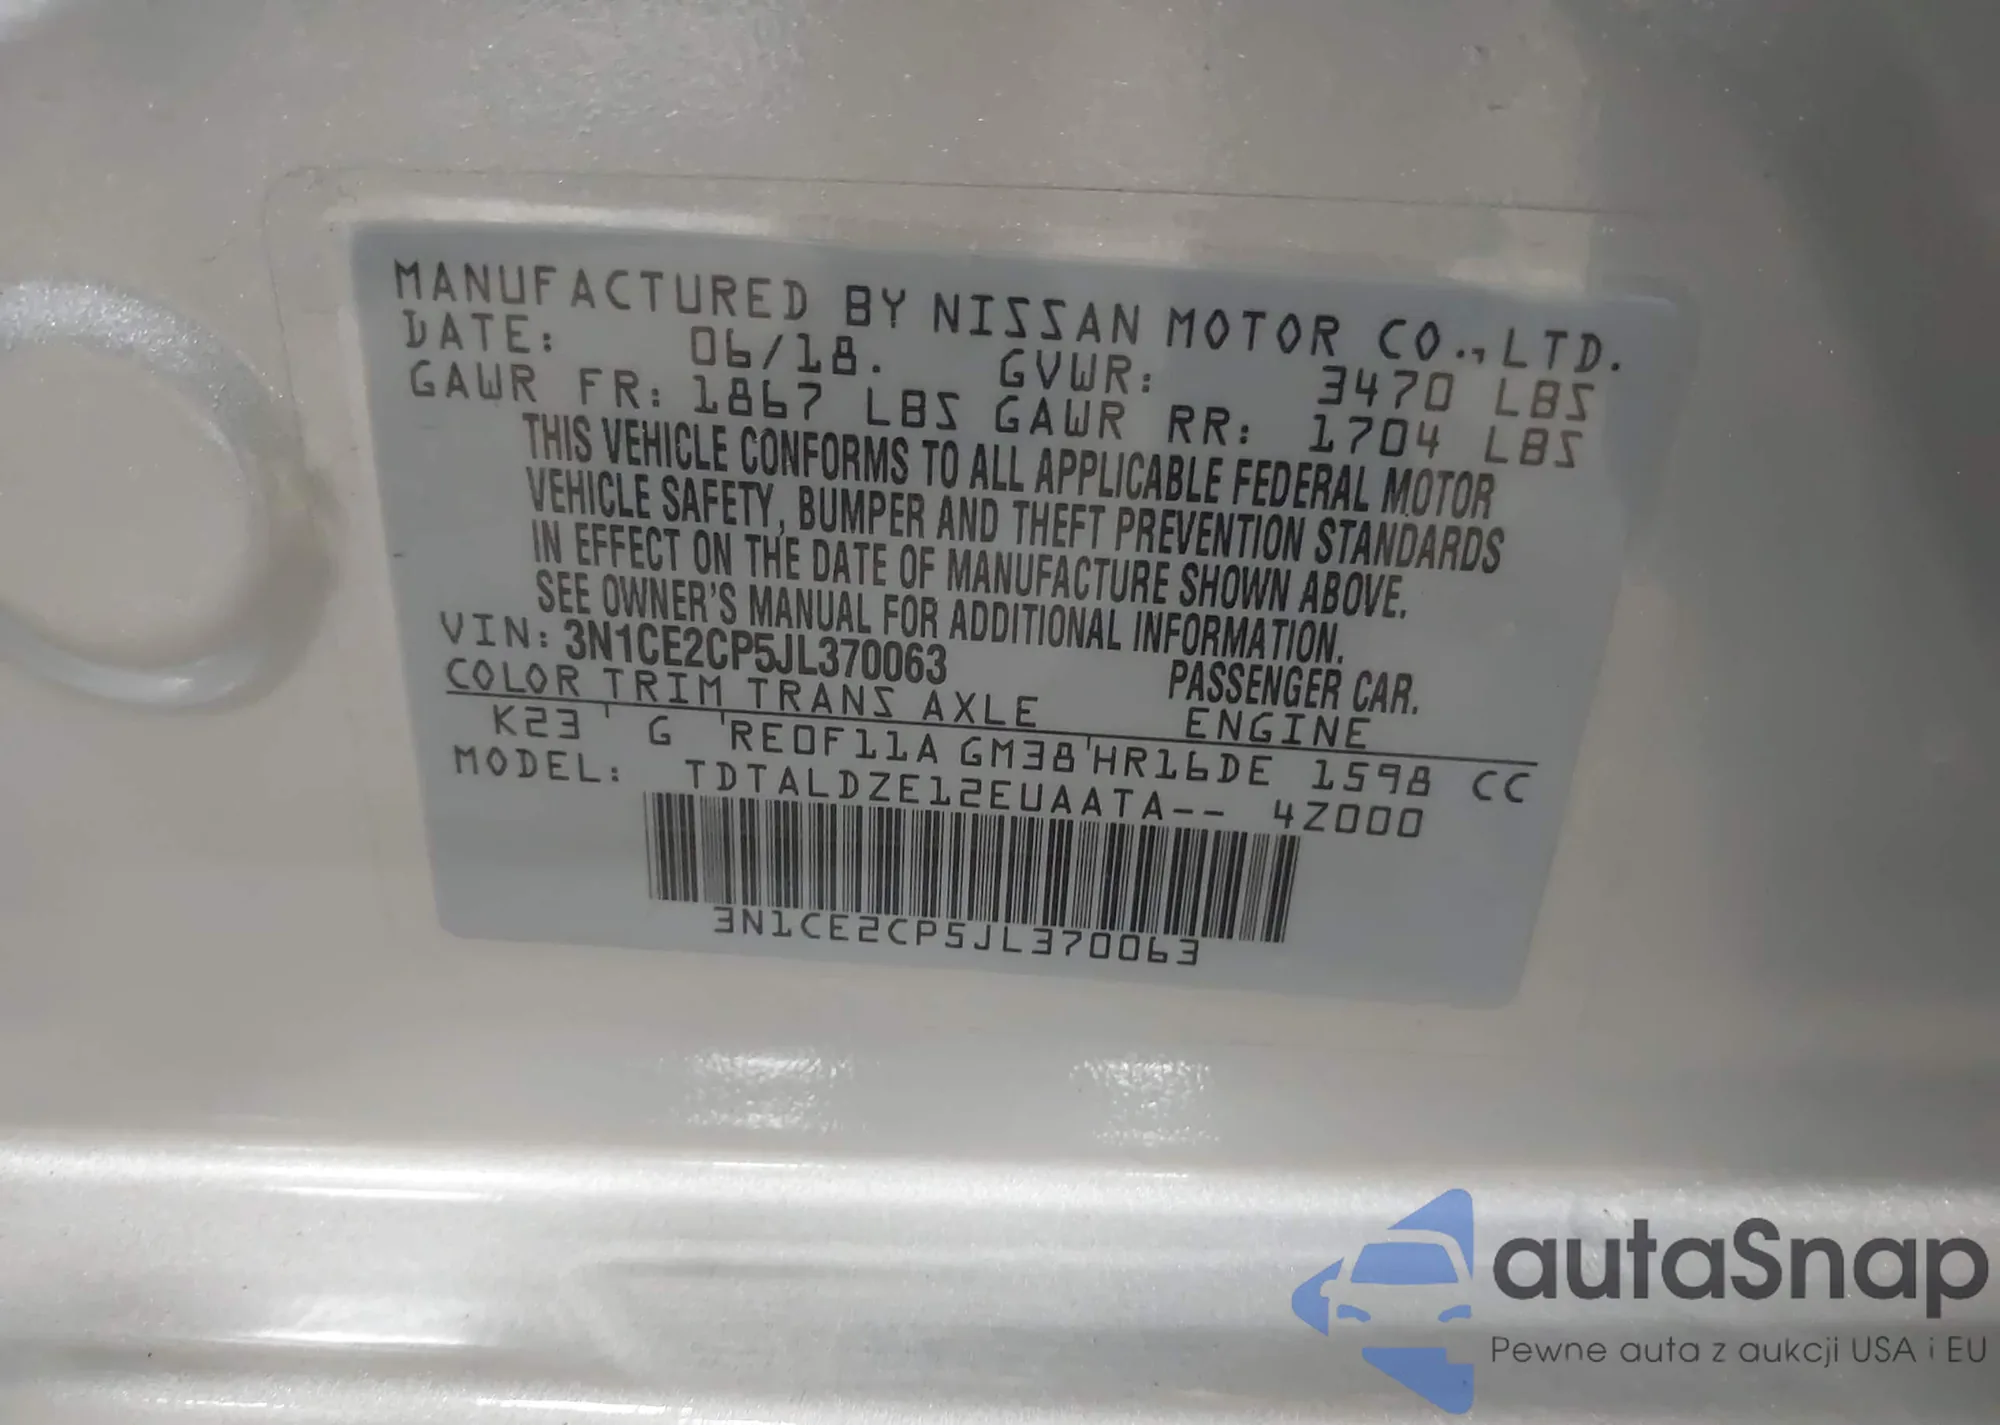 MANUFACTURED BY NISSAN MOTOR CO., LTD.
DATE: 06/18. GVWR: 3470 LBS
GAWR FR: 1867 LBS GAWR RR: 1704 LBS
THIS VEHICLE CONFORMS TO ALL APPLICABLE FEDERAL MOTOR
VEHICLE SAFETY, BUMPER AND THEFT PREVENTION STANDARDS
IN EFFECT ON THE DATE OF MANUFACTURE SHOWN ABOVE.
SEE OWNER'S MANUAL FOR ADDITIONAL INFORMATION.
VIN: 3N1CE2CP5JL370063 PASSENGER CAR.
COLOR TRIM TRANS AXLE ENGINE
K23 G RE0F11A GM38 HR16DE 1598 CC
MODEL: TDTALDZE12EUAATA-- 4Z000
3N1CE2CP5JL370063
autaSnap
Pewne auta z aukcji USA i EU